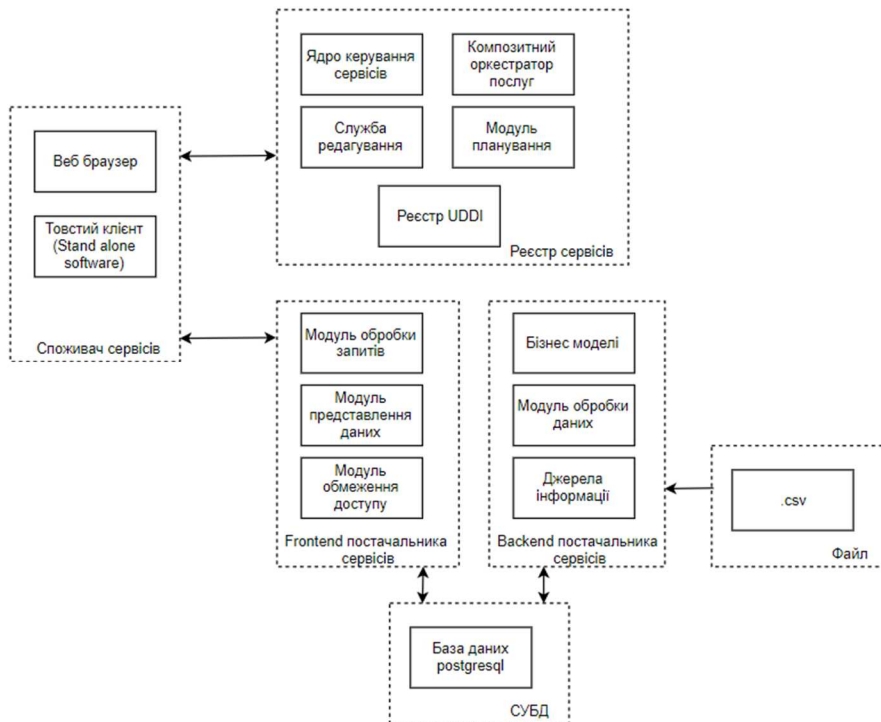 Ядро керування
сервісів
Композитний
оркестратор
послуг
Служба
редагування
Модуль
планування
Реєстр UDDI
Реєстр сервісів
Веб браузер
Товстий клієнт
(Stand alone
software)
Споживач сервісів
Модуль обробки
запитів
Модуль
представлення
даних
Модуль
обмеження
доступу
Frontend постачальника
сервісів
Бізнес моделі
Модуль обробки
даних
Джерела
інформації
Backend постачальника
сервісів
.csv
Файл
База даних
postgresql
СУБД